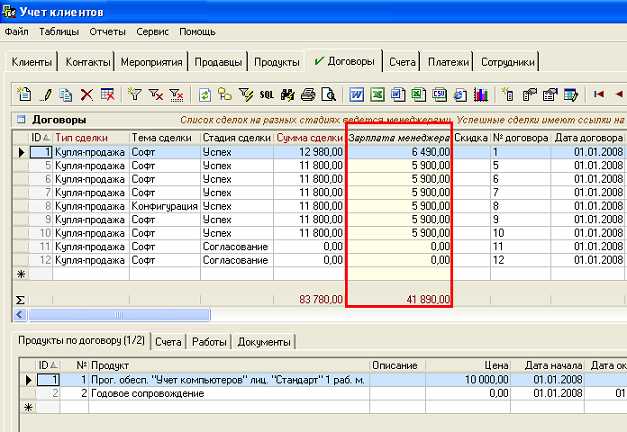 Учет клиентов
Файл Таблицы Отчеты Сервис Помощь
Клиенты Контакты Мероприятия Продавцы Продукты Договоры Счета Платежи Сотрудники
SQL
Договоры Список сделок на разных стадиях ведется менеджерами. Успешные сделки имеют ссылки на
ID Тип сделки Тема сделки Стадия сделки Сумма сделки Зарплата менеджера Скидка № договора Дата договора
1 Купля-продажа Софт Успех 12 980,00 6 490,00 1 01.01.2008
5 Купля-продажа Софт Успех 11 800,00 5 900,00 5 01.01.2008
6 Купля-продажа Софт Успех 11 800,00 5 900,00 6 01.01.2008
7 Купля-продажа Софт Успех 11 800,00 5 900,00 7 01.01.2008
8 Купля-продажа Конфигурация Успех 11 800,00 5 900,00 8 01.01.2008
9 Купля-продажа Софт Успех 11 800,00 5 900,00 9 01.01.2008
10 Купля-продажа Софт Успех 11 800,00 5 900,00 10 01.01.2008
11 Купля-продажа Софт Согласование 0,00 0,00 11 01.01.2008
12 Купля-продажа Софт Согласование 0,00 0,00 12 01.01.2008
Σ 83 780,00 41 890,00
Продукты по договору (1/2) Счета Работы Документы
ID № Продукт Описание Цена Дата начала Дата ок
1 1 Прог. обесп. "Учет компьютеров" лиц. "Стандарт" 1 раб. м. 10 000,00 01.01.2008
2 2 Годовое сопровождение 0,00 01.01.2008 01